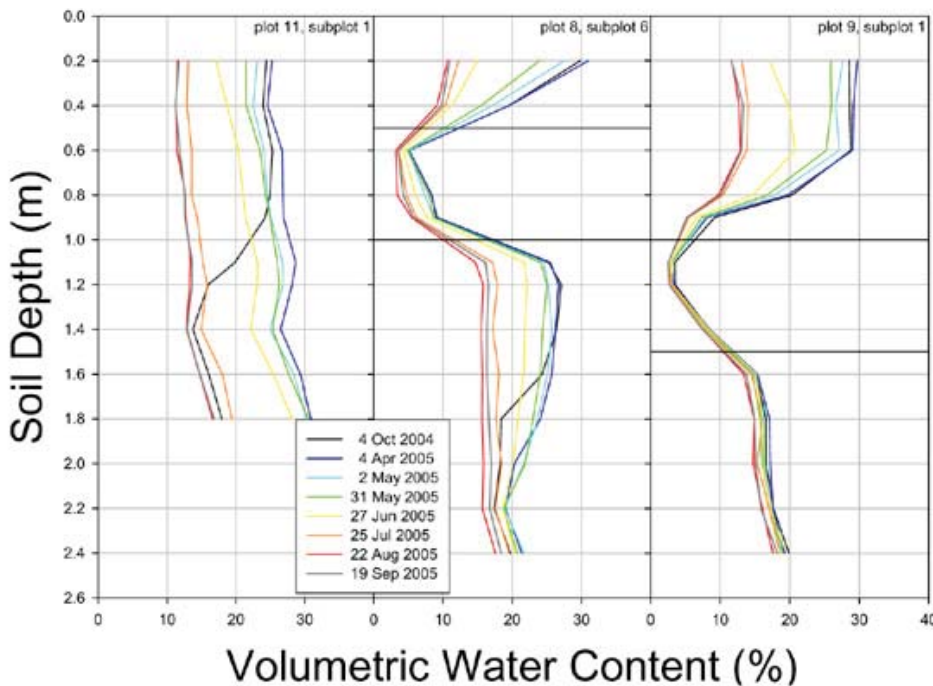 plot 11, subplot 1
plot 8, subplot 6
plot 9, subplot 1
Soil Depth (m)
0.0
0.2
0.4
0.6
0.8
1.0
1.2
1.4
1.6
1.8
2.0
2.2
2.4
2.6
4 Oct 2004
4 Apr 2005
2 May 2005
31 May 2005
27 Jun 2005
25 Jul 2005
22 Aug 2005
19 Sep 2005
0 10 20 30 0 10 20 30 0 10 20 30 40
Volumetric Water Content (%)